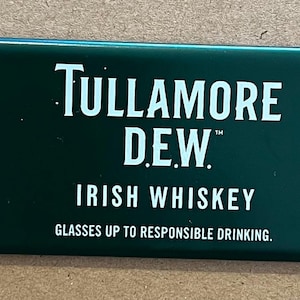 TULLAMORE
D.E.W.™
IRISH WHISKEY
GLASSES UP TO RESPONSIBLE DRINKING.